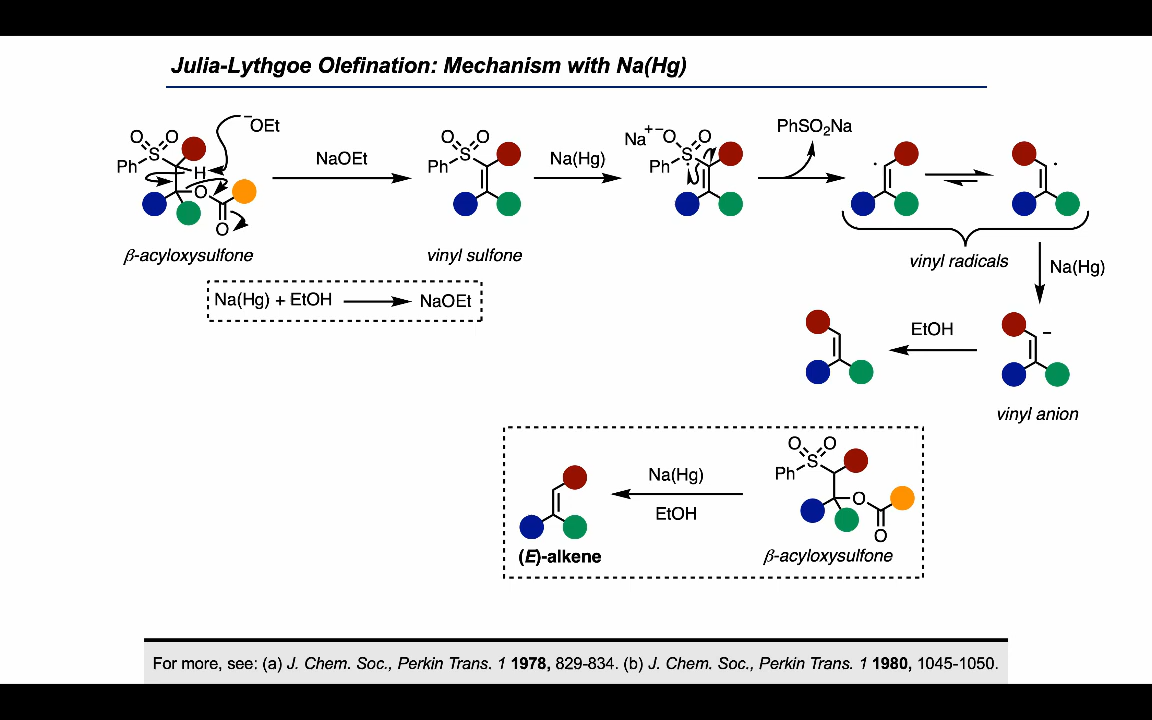 Julia-Lythgoe Olefination: Mechanism with Na(Hg)
O O
S
Ph
H
O
O
⁻OEt
β-acyloxysulfone
NaOEt
O O
S
Ph
vinyl sulfone
Na(Hg)
Na⁺⁻O O
S
Ph
PhSO₂Na
vinyl radicals
Na(Hg)
Na(Hg) + EtOH NaOEt
EtOH
vinyl anion
Na(Hg)
EtOH
(E)-alkene
O O
S
Ph
O
O
β-acyloxysulfone
For more, see: (a) J. Chem. Soc., Perkin Trans. 1 1978, 829-834. (b) J. Chem. Soc., Perkin Trans. 1 1980, 1045-1050.